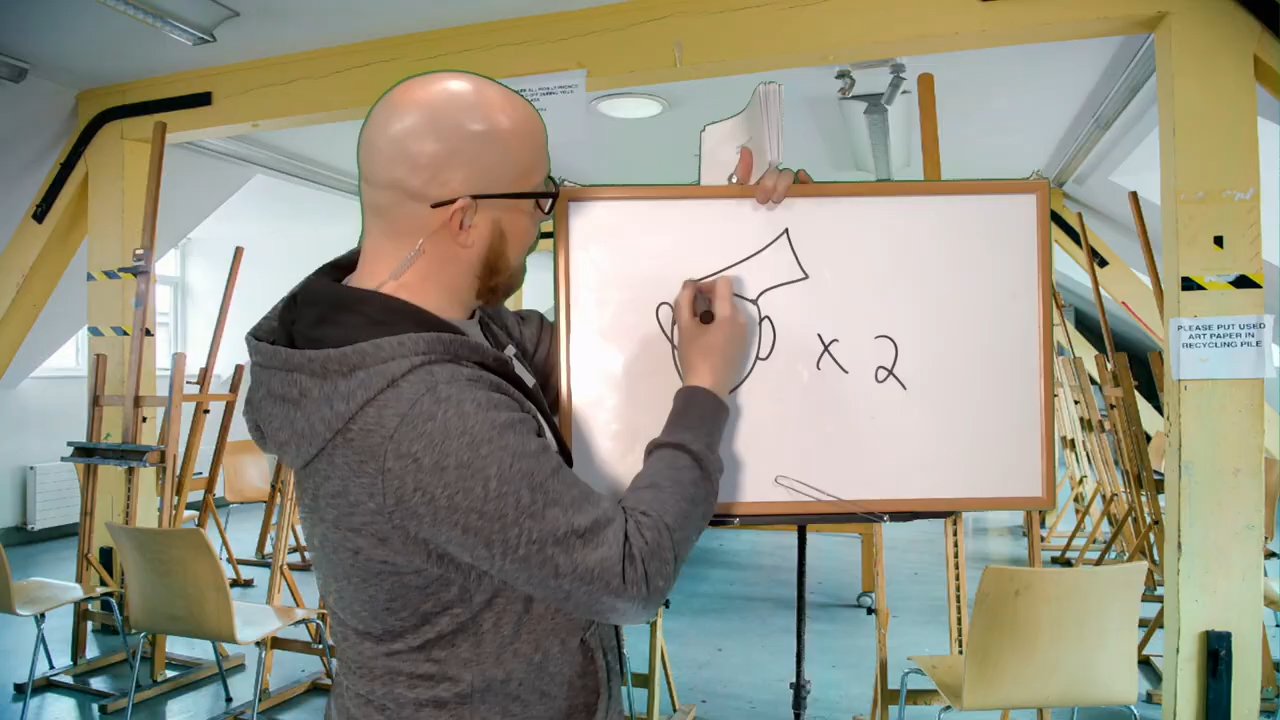 x 2
PLEASE PUT USED
ART PAPER IN
RECYCLING PILE